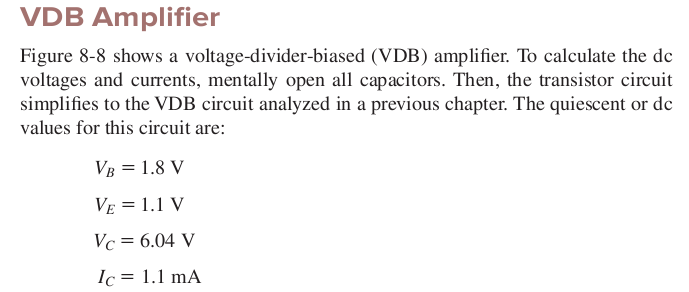 VDB Amplifier
Figure 8-8 shows a voltage-divider-biased (VDB) amplifier. To calculate the dc
voltages and currents, mentally open all capacitors. Then, the transistor circuit
simplifies to the VDB circuit analyzed in a previous chapter. The quiescent or dc
values for this circuit are:
V_B = 1.8 V
V_E = 1.1 V
V_C = 6.04 V
I_C = 1.1 mA